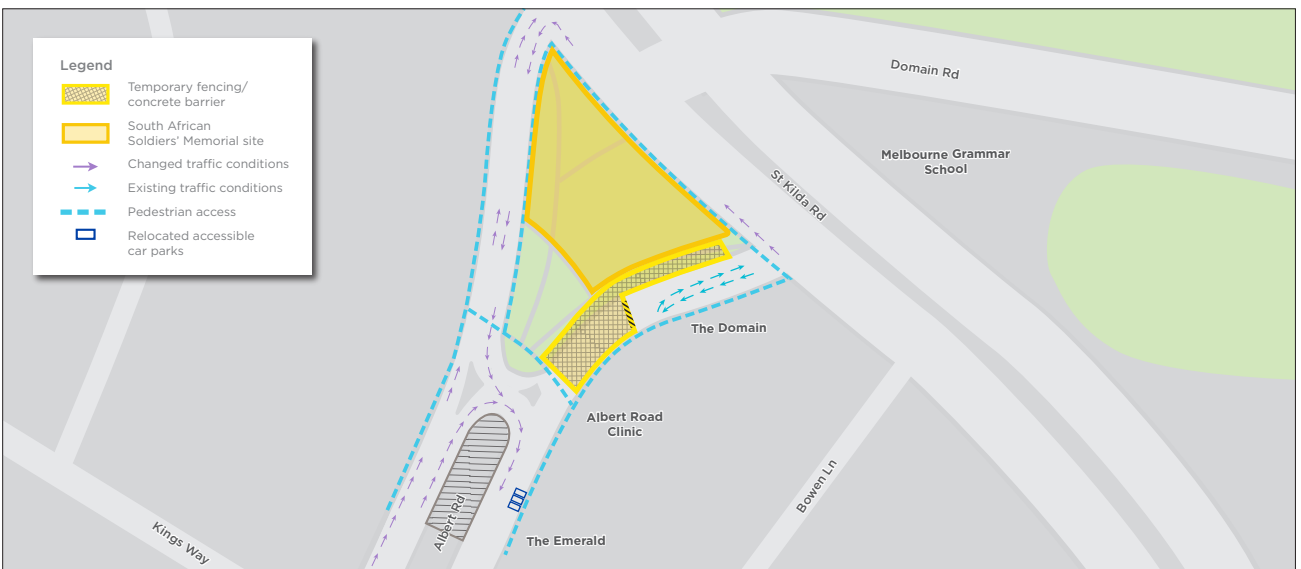 Legend
Temporary fencing/
concrete barrier
South African
Soldiers' Memorial site
Changed traffic conditions
Existing traffic conditions
Pedestrian access
Relocated accessible
car parks
Domain Rd
Melbourne Grammar
School
St Kilda Rd
The Domain
Albert Road
Clinic
Bowen Ln
Albert Rd
The Emerald
Kings Way